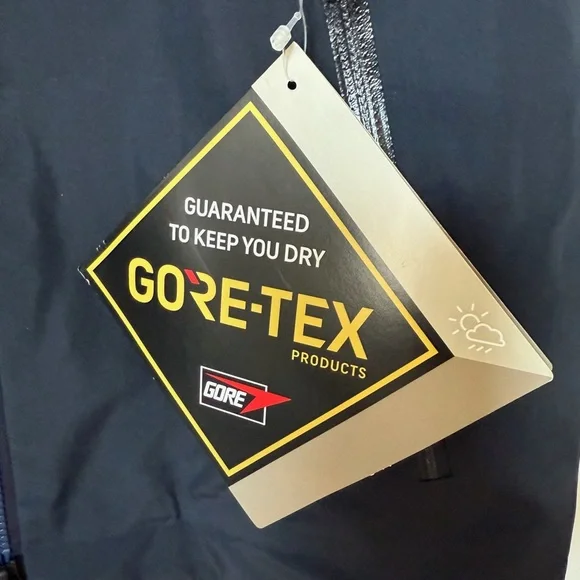 GUARANTEED
TO KEEP YOU DRY
GORE-TEX
PRODUCTS
GORE